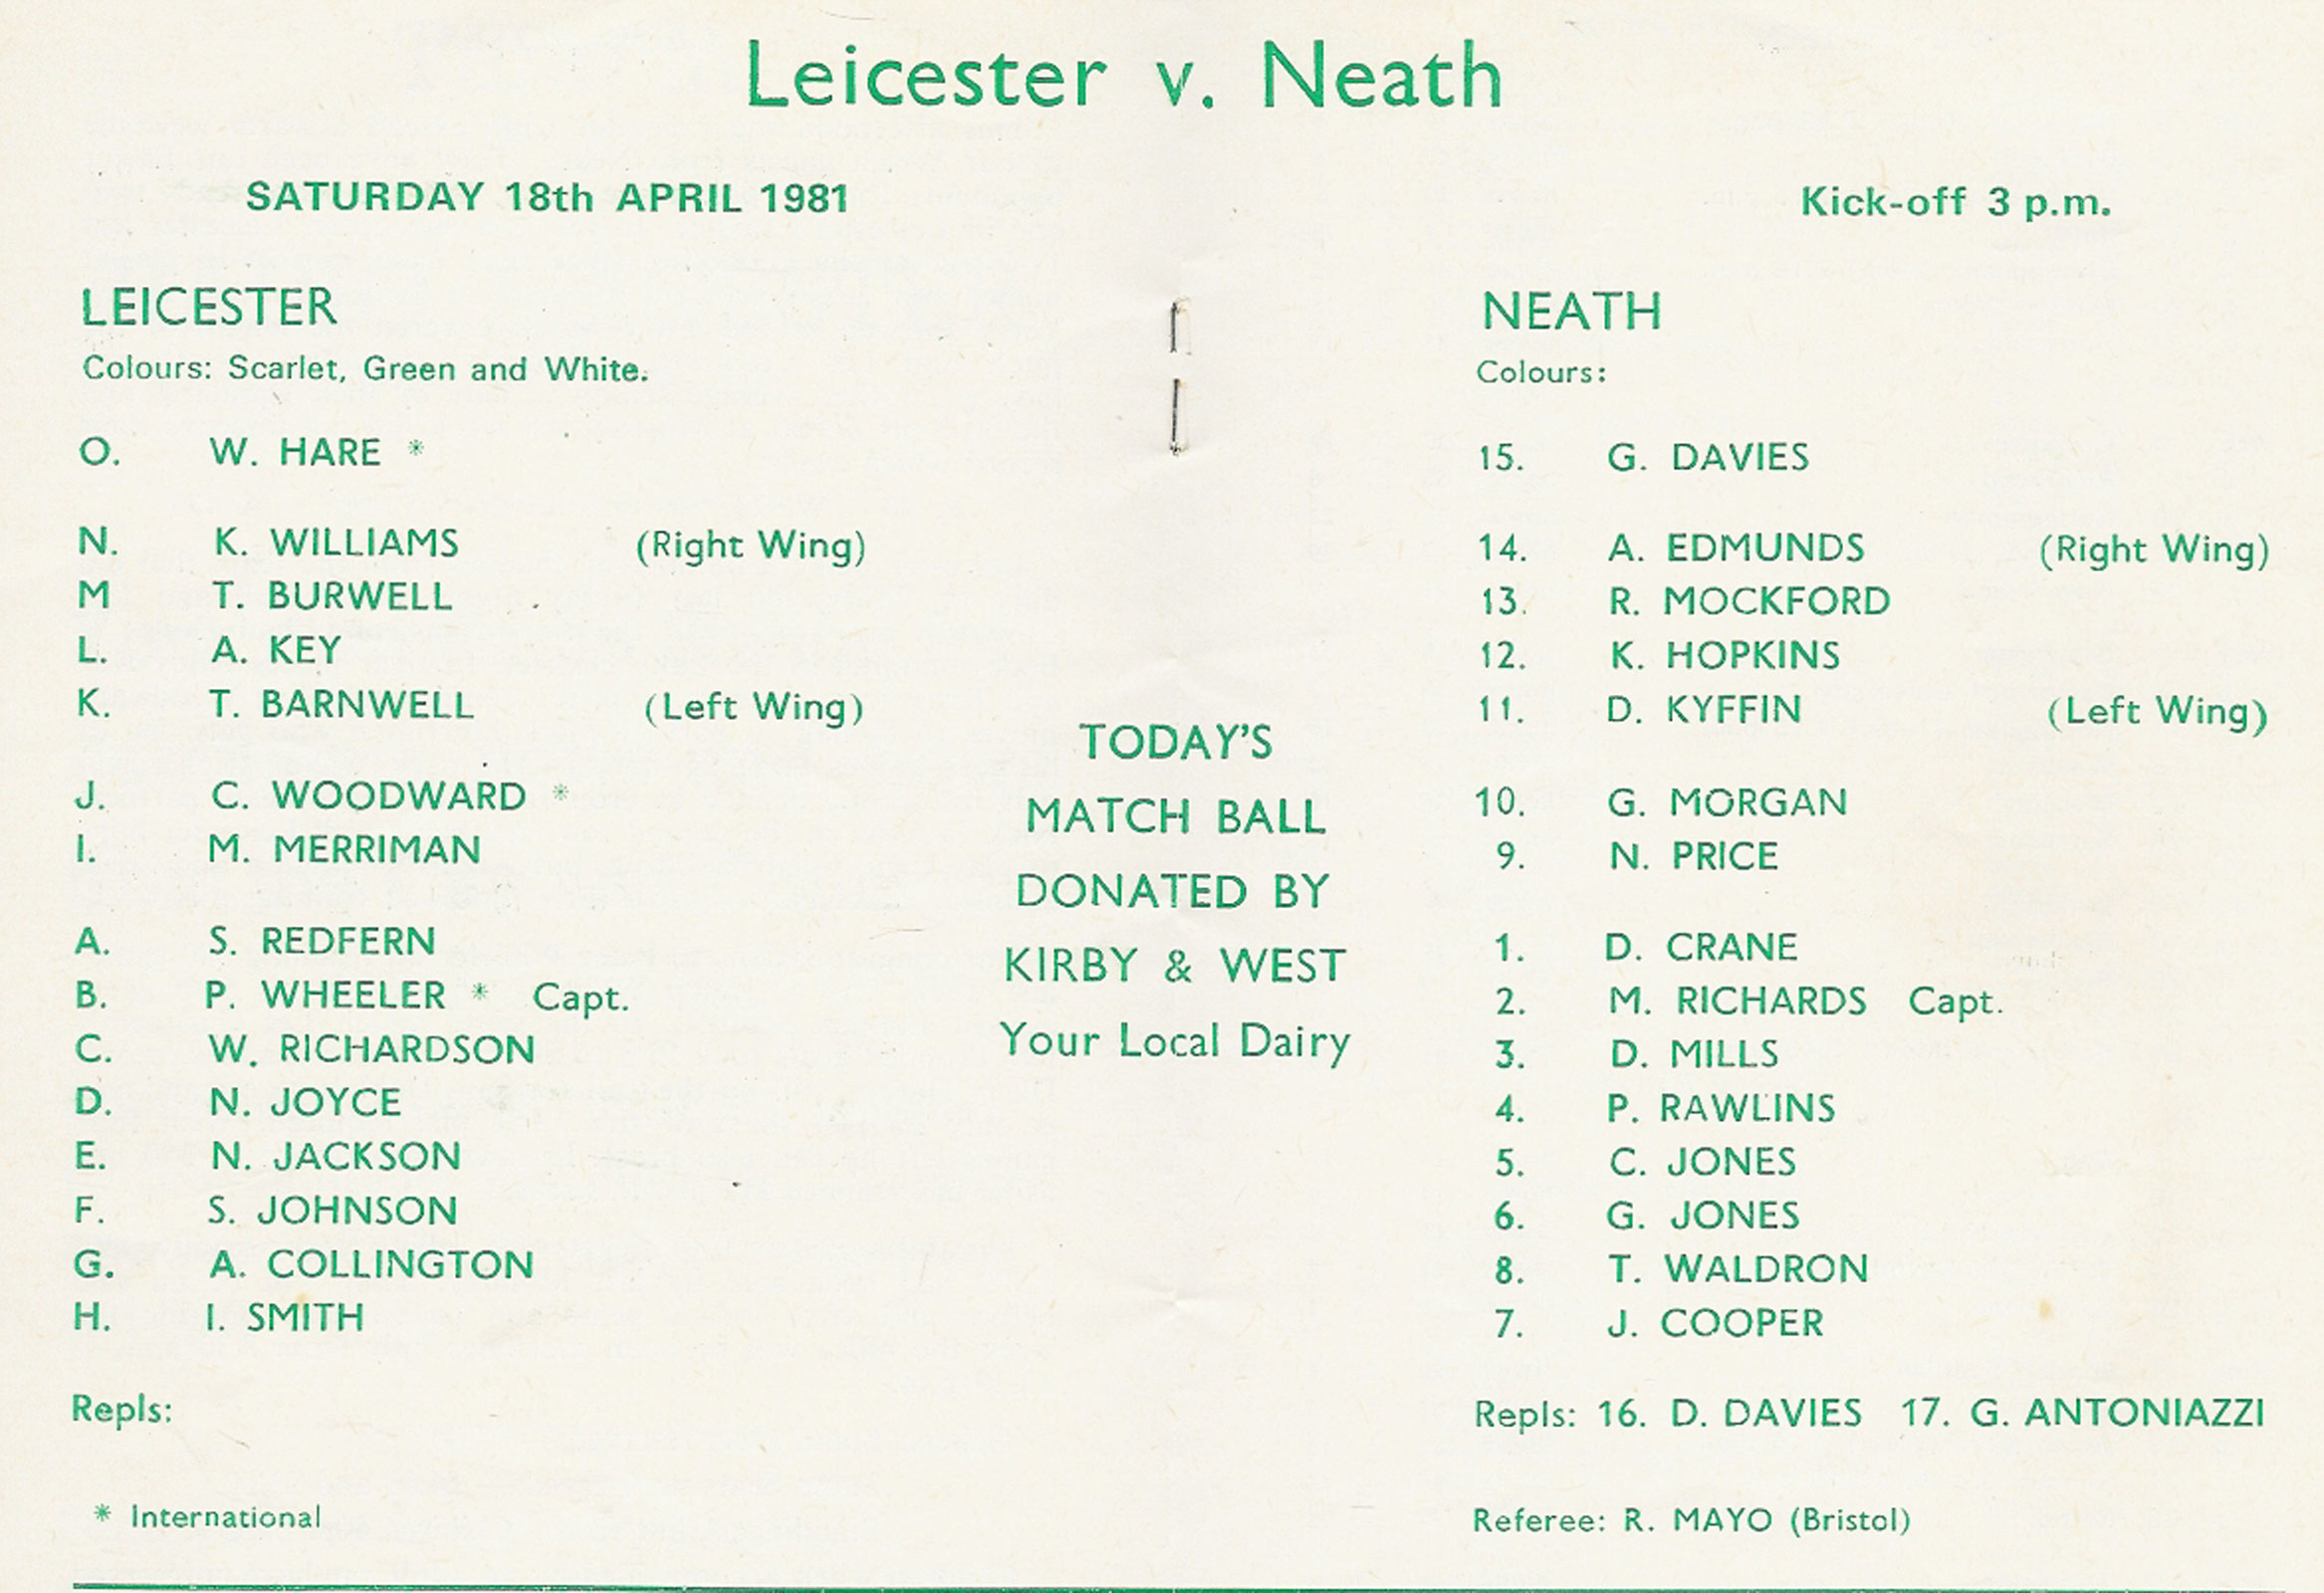 Leicester v. Neath
SATURDAY 18th APRIL 1981
Kick-off 3 p.m.
LEICESTER
Colours: Scarlet, Green and White.
O. W. HARE *
N. K. WILLIAMS (Right Wing)
M T. BURWELL
L. A. KEY
K. T. BARNWELL (Left Wing)
J. C. WOODWARD *
I. M. MERRIMAN
A. S. REDFERN
B. P. WHEELER * Capt.
C. W. RICHARDSON
D. N. JOYCE
E. N. JACKSON
F. S. JOHNSON
G. A. COLLINGTON
H. I. SMITH
Repls:
* International
TODAY'S
MATCH BALL
DONATED BY
KIRBY & WEST
Your Local Dairy
NEATH
Colours:
15. G. DAVIES
14. A. EDMUNDS (Right Wing)
13. R. MOCKFORD
12. K. HOPKINS
11. D. KYFFIN (Left Wing)
10. G. MORGAN
9. N. PRICE
1. D. CRANE
2. M. RICHARDS Capt.
3. D. MILLS
4. P. RAWLINS
5. C. JONES
6. G. JONES
8. T. WALDRON
7. J. COOPER
Repls: 16. D. DAVIES 17. G. ANTONIAZZI
Referee: R. MAYO (Bristol)